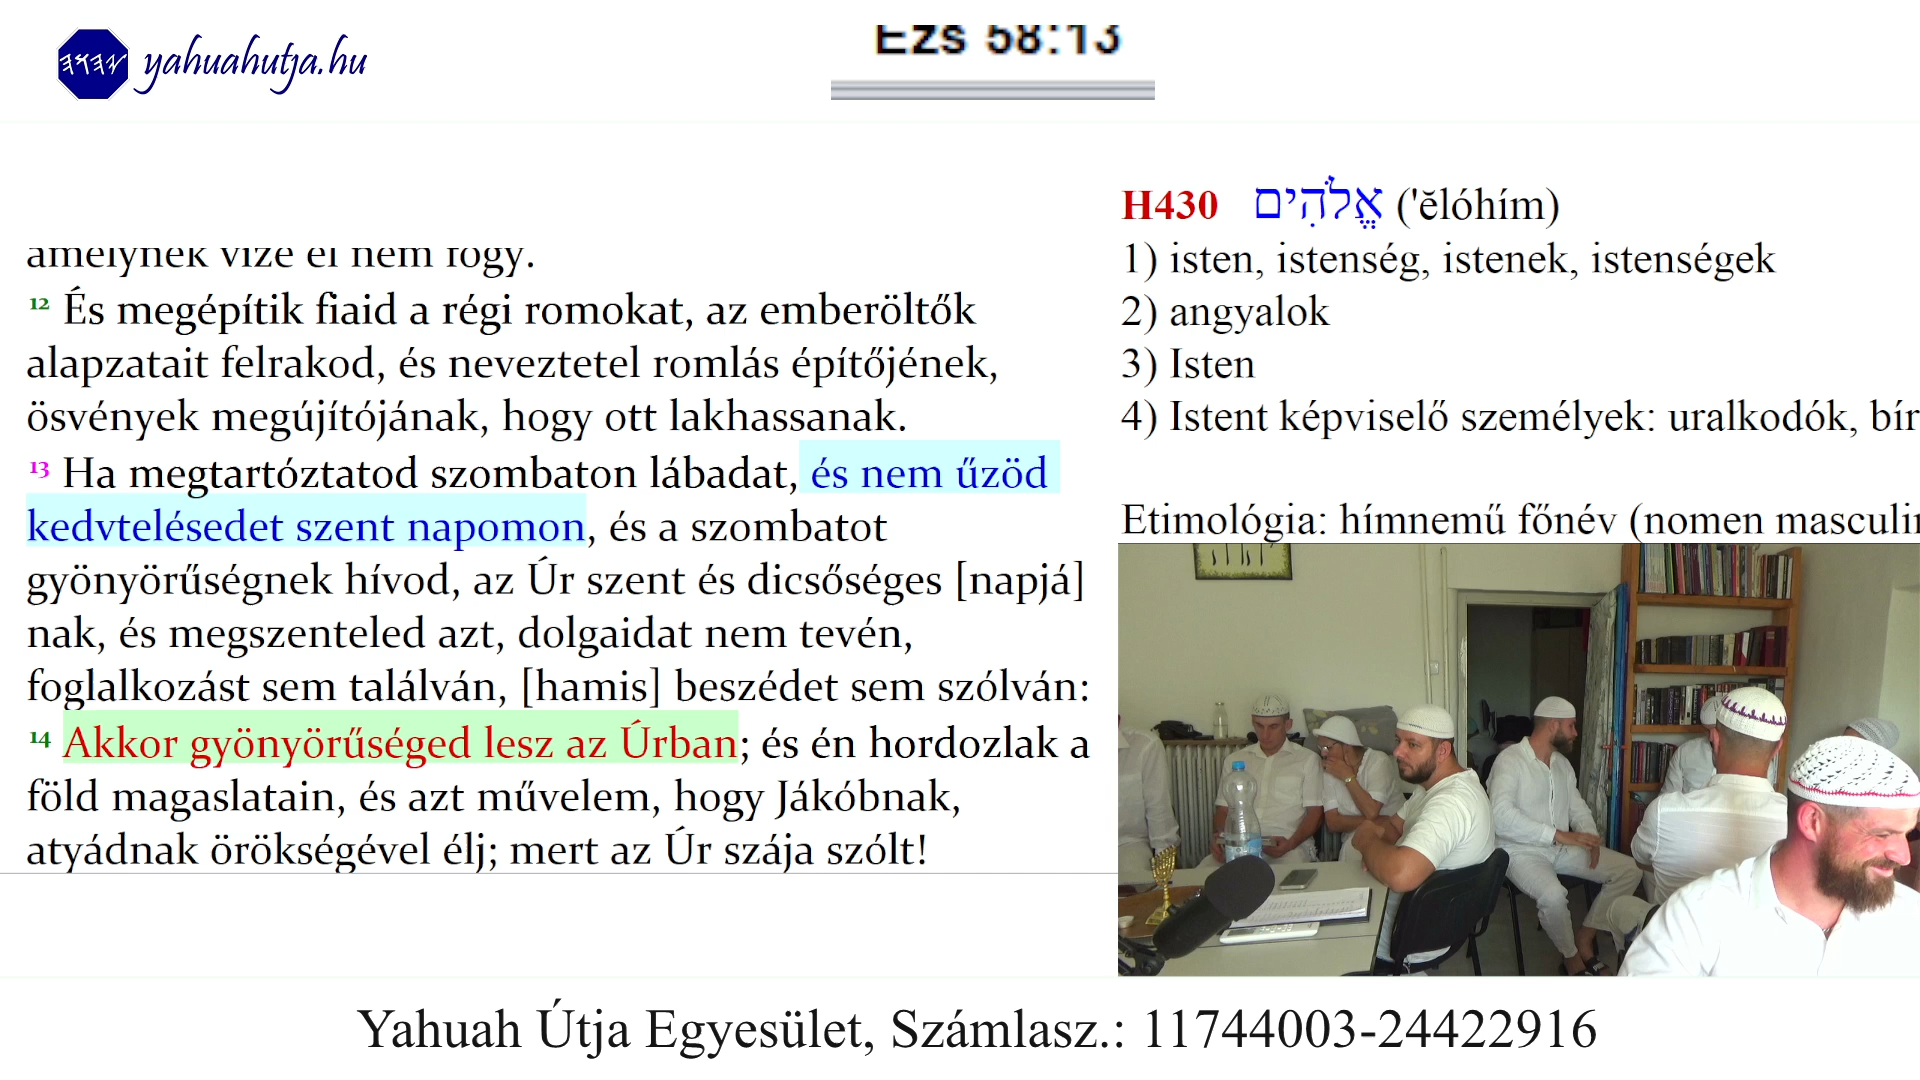 yahuahutja.hu
Ézs 58:13
amelynek vize el nem fogy.
12 És megépítik fiaid a régi romokat, az emberöltők
alapzatait felrakod, és neveztetel romlás építőjének,
ösvények megújítójának, hogy ott lakhassanak.
13 Ha megtartóztatod szombaton lábadat, és nem űzöd
kedvtelésedet szent napomon, és a szombatot
gyönyörűségnek hívod, az Úr szent és dicsőséges [napjá]
nak, és megszenteled azt, dolgaidat nem tevén,
foglalkozást sem találván, [hamis] beszédet sem szólván:
14 Akkor gyönyörűséged lesz az Úrban; és én hordozlak a
föld magaslatain, és azt művelem, hogy Jákóbnak,
atyádnak örökségével élj; mert az Úr szája szólt!
H430 אֱלֹהִים ('ĕlóhím)
1) isten, istenség, istenek, istenségek
2) angyalok
3) Isten
4) Istent képviselő személyek: uralkodók, bír
Etimológia: hímnemű főnév (nomen masculin
Yahuah Útja Egyesület, Számlasz.: 11744003-24422916